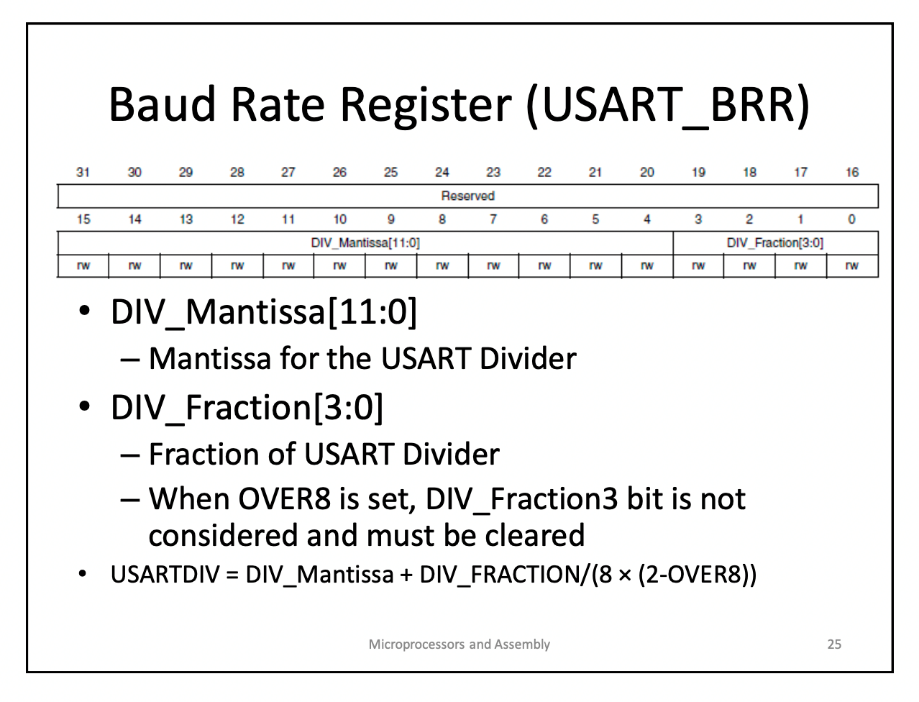 Baud Rate Register (USART_BRR)
31 30 29 28 27 26 25 24 23 22 21 20 19 18 17 16
Reserved
15 14 13 12 11 10 9 8 7 6 5 4 3 2 1 0
DIV_Mantissa[11:0] DIV_Fraction[3:0]
rw rw rw rw rw rw rw rw rw rw rw rw rw rw rw rw
• DIV_Mantissa[11:0]
– Mantissa for the USART Divider
• DIV_Fraction[3:0]
– Fraction of USART Divider
– When OVER8 is set, DIV_Fraction3 bit is not
considered and must be cleared
• USARTDIV = DIV_Mantissa + DIV_FRACTION/(8 × (2-OVER8))
Microprocessors and Assembly 25